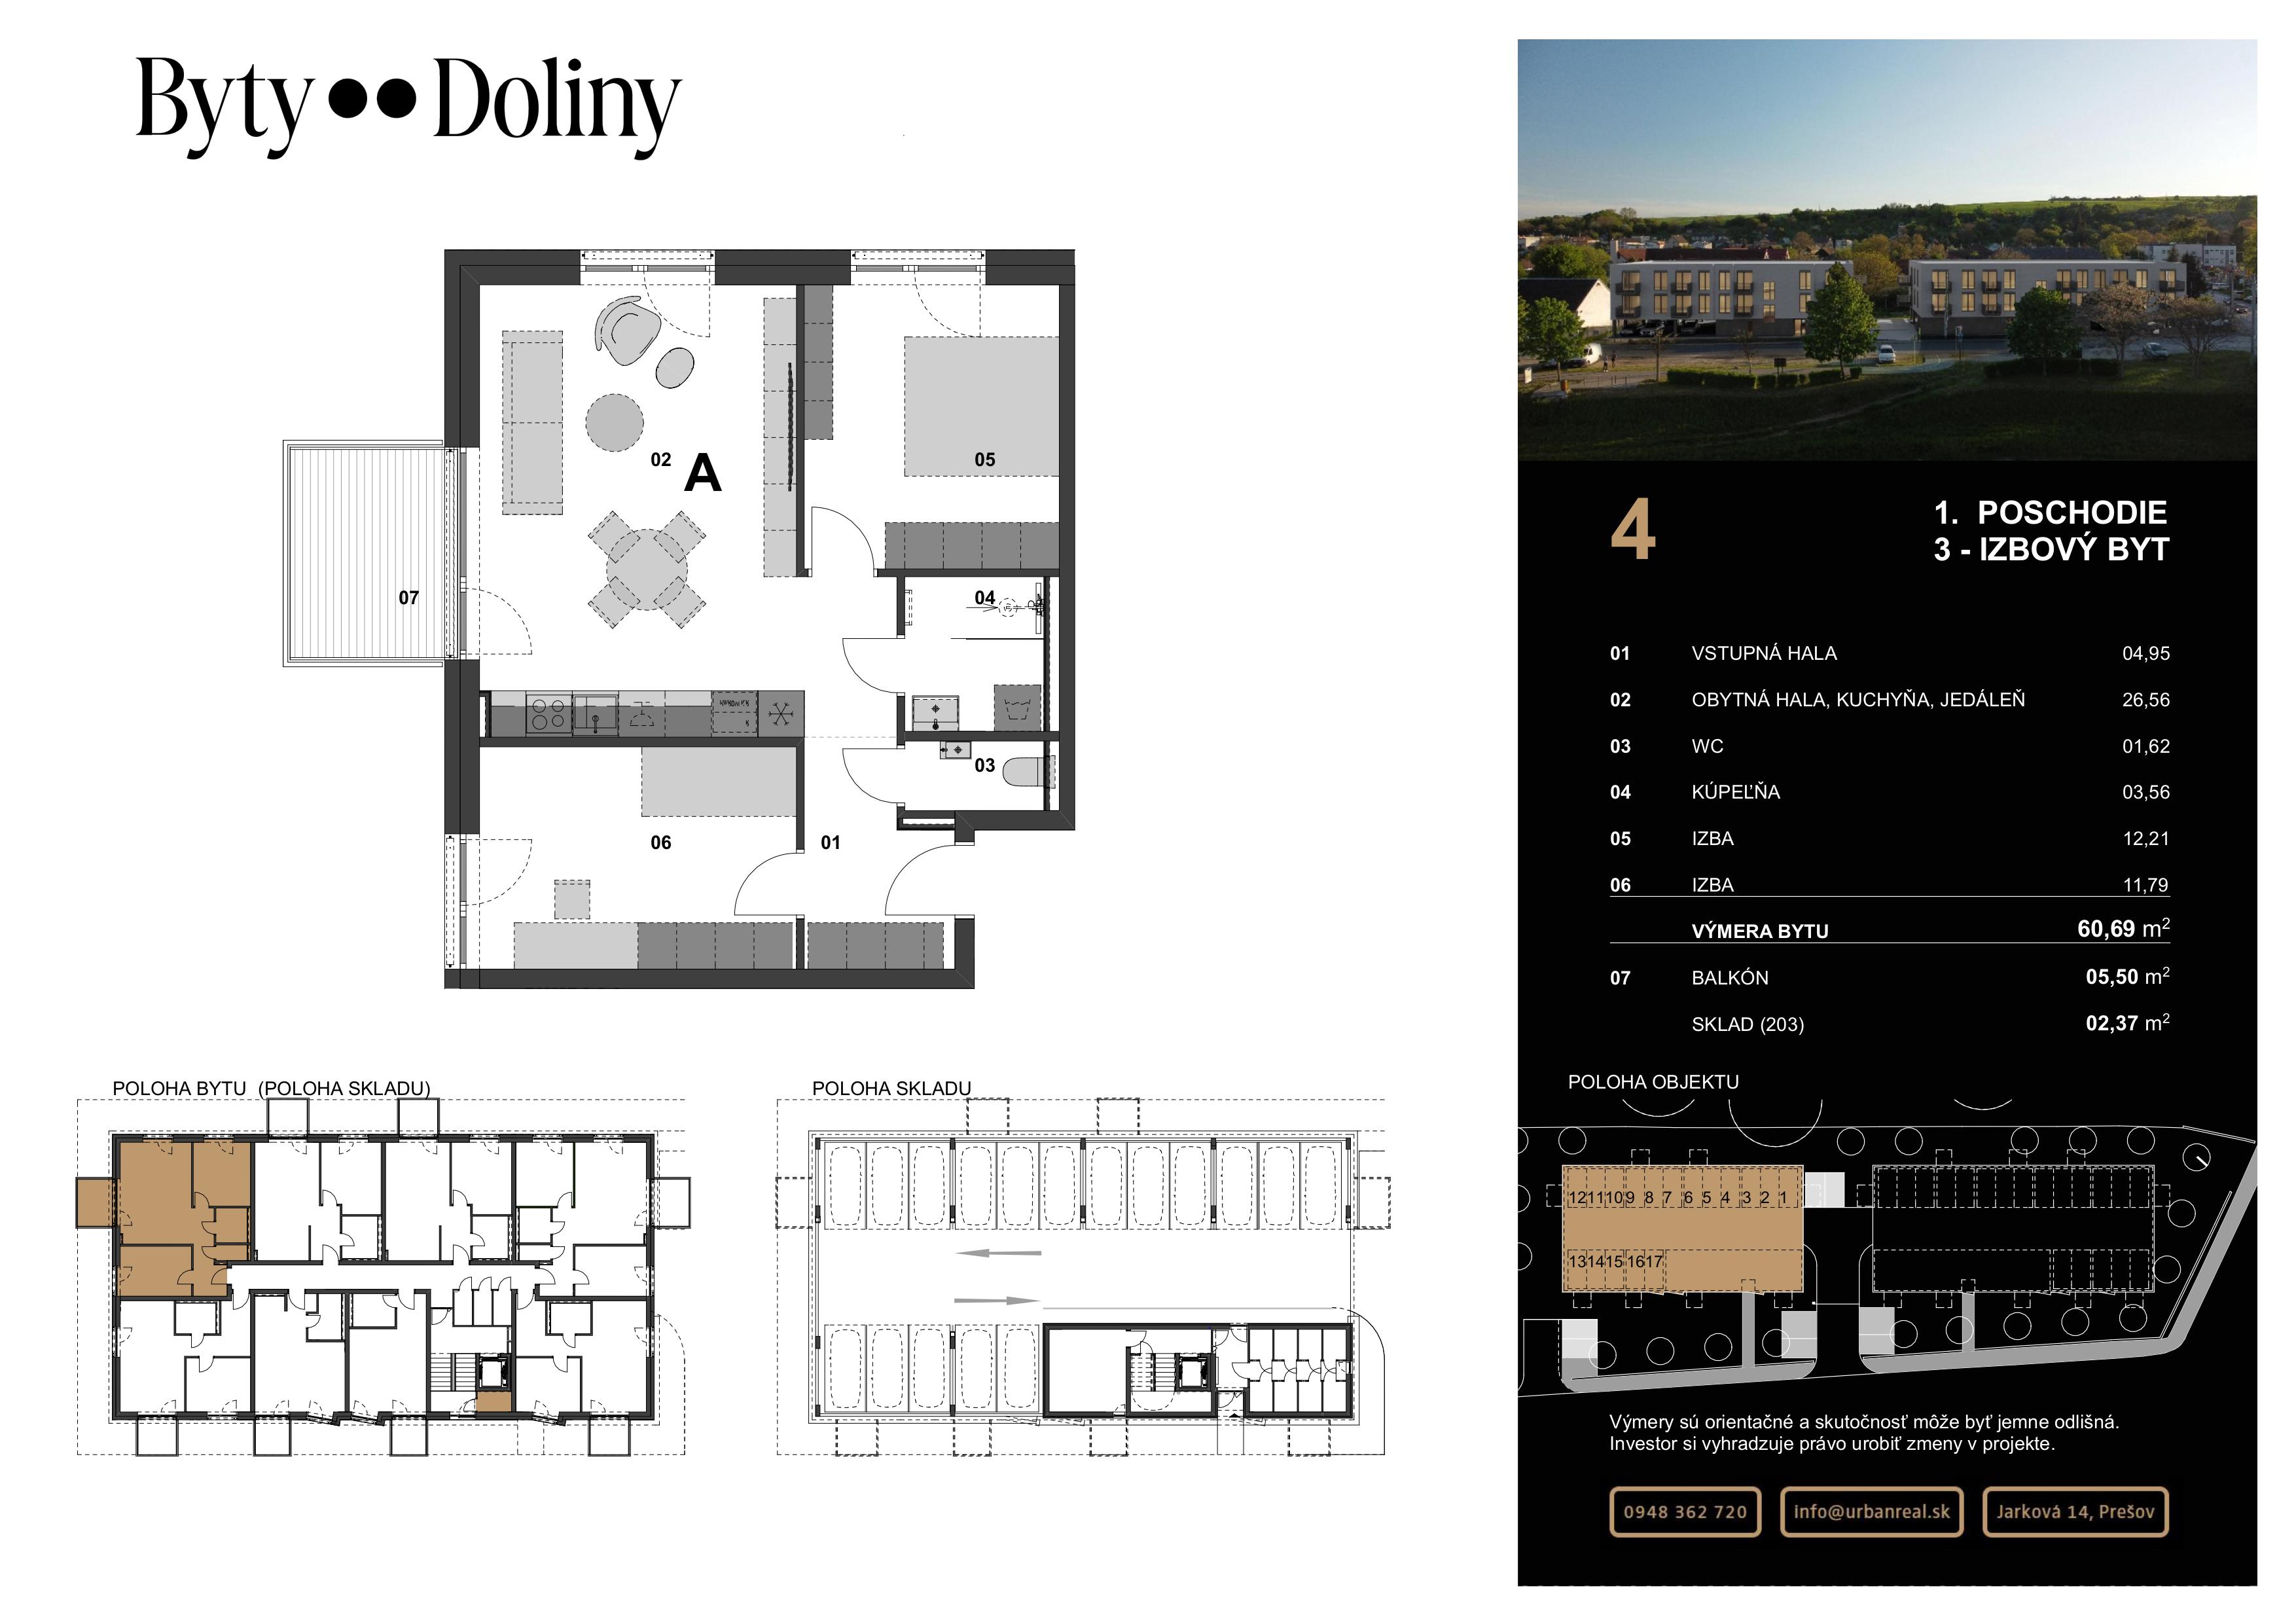 Byty●●Doliny
02
A
05
07
04
03
06
01
POLOHA BYTU (POLOHA SKLADU)
POLOHA SKLADU
4
1. POSCHODIE
3 - IZBOVÝ BYT
01 VSTUPNÁ HALA 04,95
02 OBYTNÁ HALA, KUCHYŇA, JEDÁLEŇ 26,56
03 WC 01,62
04 KÚPEĽŇA 03,56
05 IZBA 12,21
06 IZBA 11,79
VÝMERA BYTU 60,69 m²
07 BALKÓN 05,50 m²
SKLAD (203) 02,37 m²
POLOHA OBJEKTU
12 11 10 9 8 7 6 5 4 3 2 1
13 14 15 16 17
Výmery sú orientačné a skutočnosť môže byť jemne odlišná.
Investor si vyhradzuje právo urobiť zmeny v projekte.
0948 362 720 info@urbanreal.sk Jarková 14, Prešov